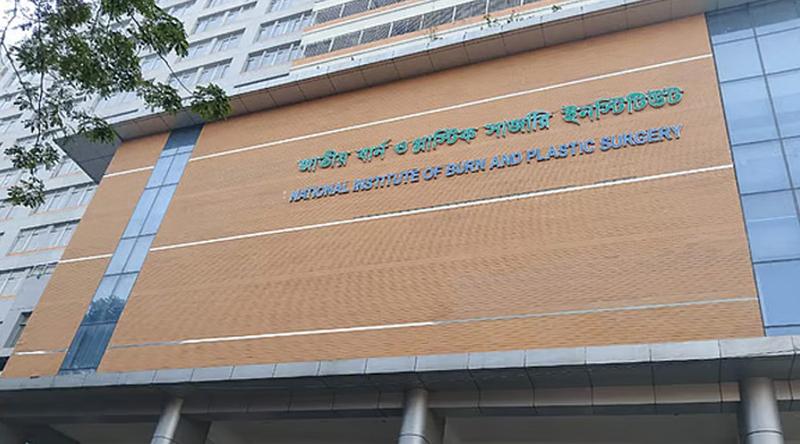 জাতীয় বার্ন ও প্লাস্টিক সার্জারি ইনস্টিটিউট
NATIONAL INSTITUTE OF BURN AND PLASTIC SURGERY